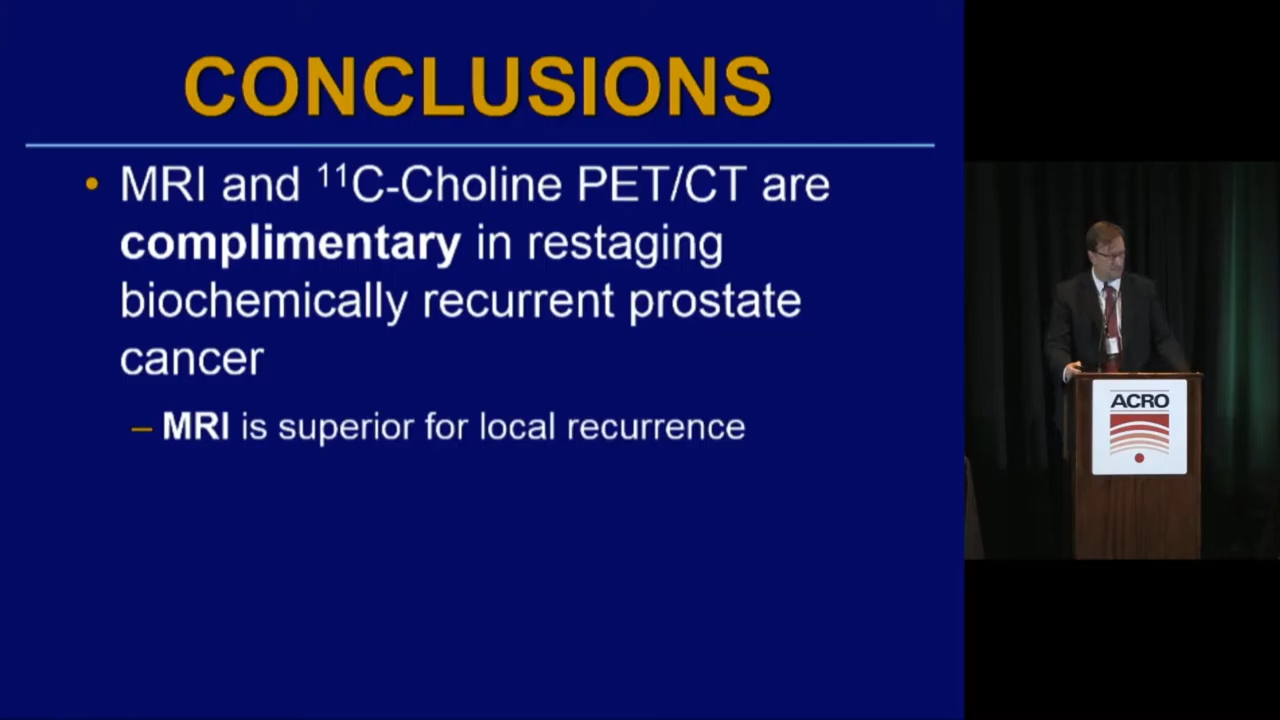 CONCLUSIONS
• MRI and ¹¹C-Choline PET/CT are
complimentary in restaging
biochemically recurrent prostate
cancer
– MRI is superior for local recurrence
ACRO